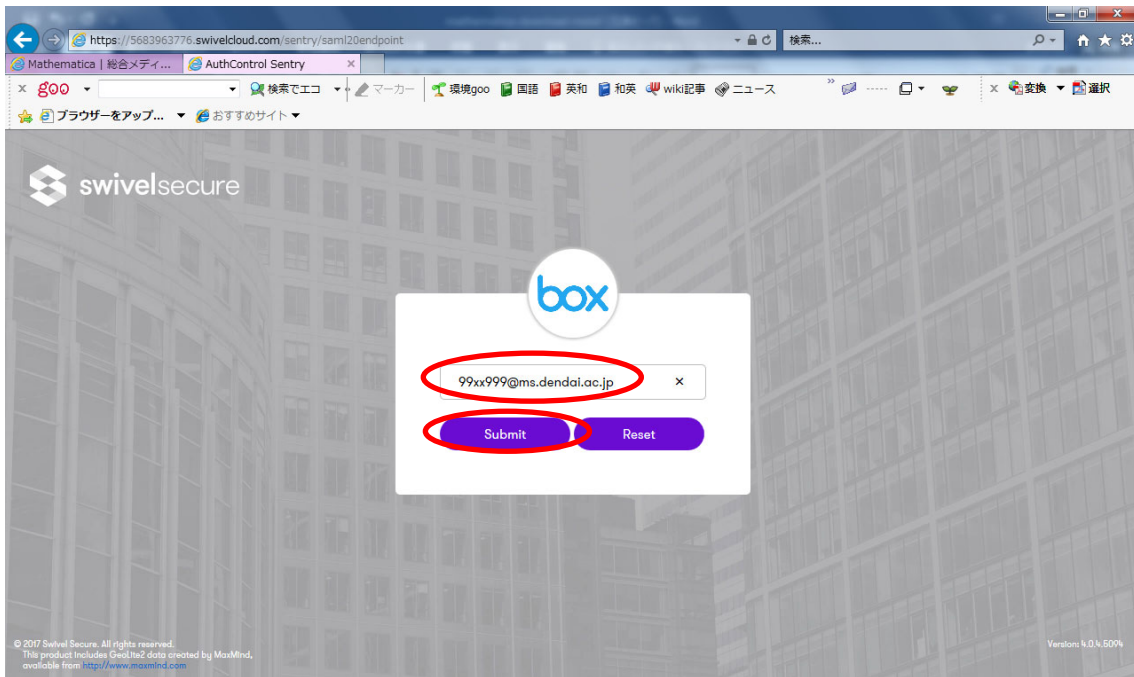 https://5683963776.swivelcloud.com/sentry/saml20endpoint
検索...
Mathematica | 総合メディ...
AuthControl Sentry
×
x goo
検索でエコ
マーカー
環境goo
国語
英和
和英
wiki記事
ニュース
»
x
変換
選択
ブラウザーをアップ...
おすすめサイト
swivelsecure
box
99xx999@ms.dendai.ac.jp
×
Submit
Reset
© 2017 Swivel Secure. All rights reserved.
This product includes GeoLite2 data created by MaxMind,
available from http://www.maxmind.com
Version: 4.0.4.5094